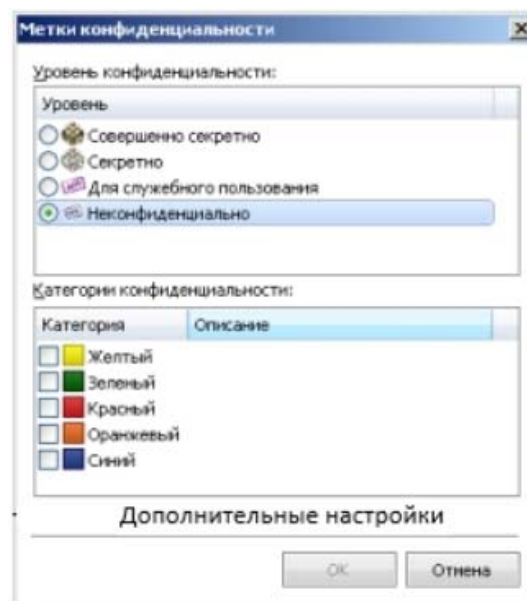 Метки конфиденциальности
Уровень конфиденциальности:
Уровень
Совершенно секретно
Секретно
Для служебного пользования
Неконфиденциально
Категории конфиденциальности:
Категория Описание
Желтый
Зеленый
Красный
Оранжевый
Синий
Дополнительные настройки
ОК Отмена